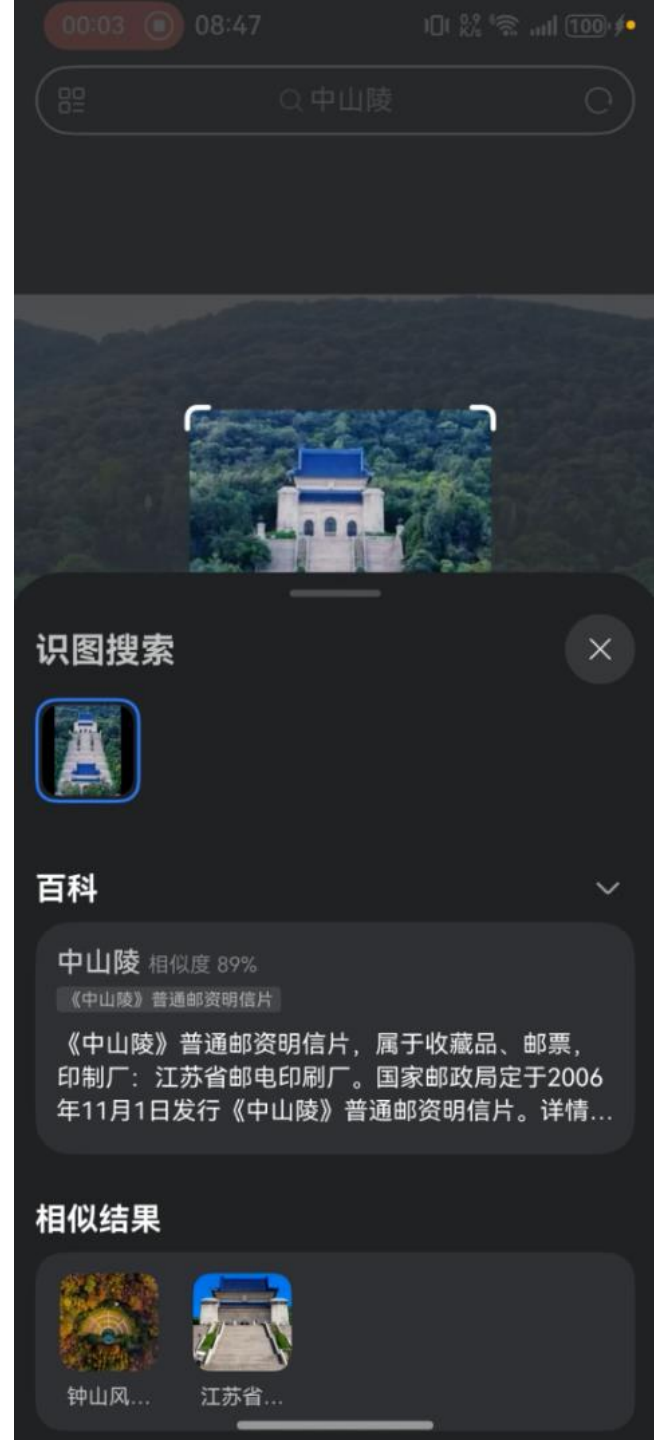 00:03 08:47 100
中山陵
识图搜索
百科
中山陵 相似度 89%
《中山陵》普通邮资明信片
《中山陵》普通邮资明信片，属于收藏品、邮票，
印制厂：江苏省邮电印刷厂。国家邮政局定于2006
年11月1日发行《中山陵》普通邮资明信片。详情...
相似结果
钟山风... 江苏省...